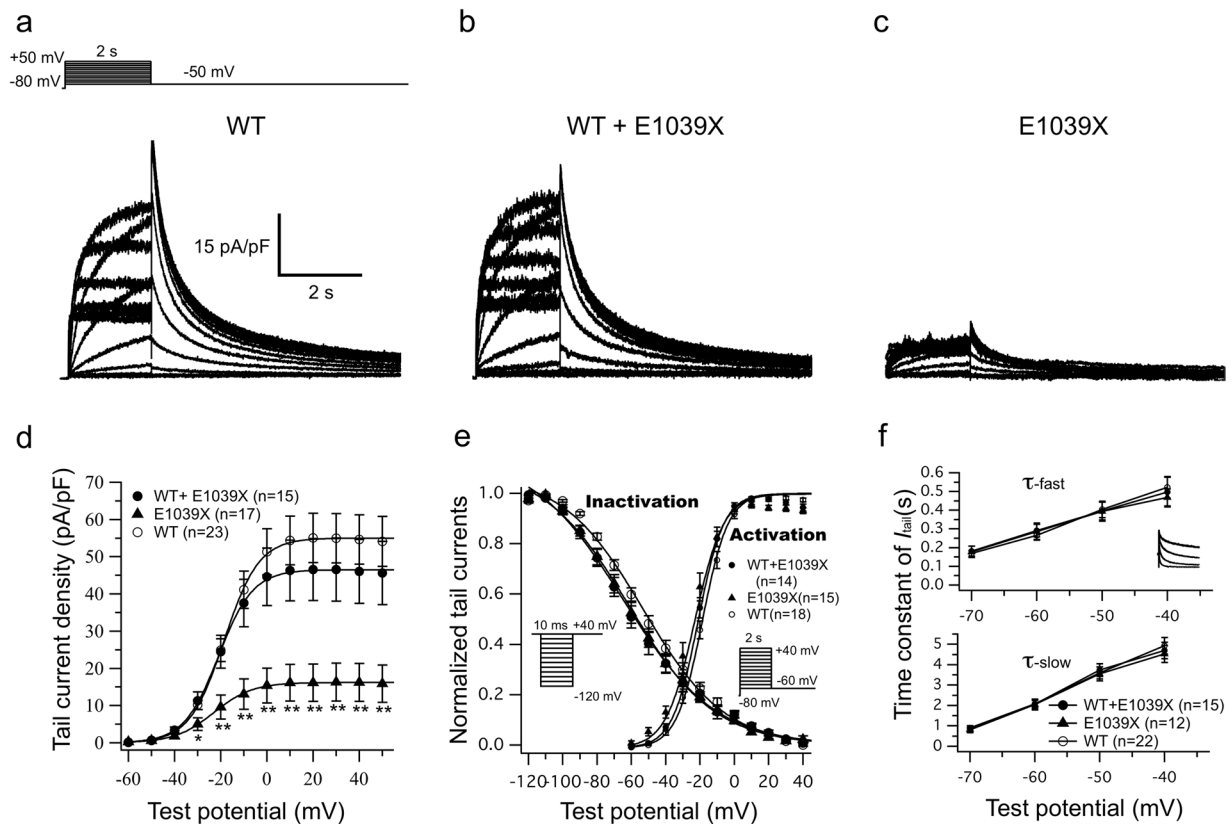 a
b
c
+50 mV
2 s
-80 mV
-50 mV
WT
WT + E1039X
E1039X
15 pA/pF
2 s
d
Tail current density (pA/pF)
70
60
50
40
30
20
10
0
WT+ E1039X (n=15)
E1039X (n=17)
WT (n=23)
*
**
**
**
**
**
**
**
**
-60
-40
-20
0
20
40
Test potential (mV)
e
Normalized tail currents
1.0
0.8
0.6
0.4
0.2
0.0
Inactivation
Activation
WT+E1039X
(n=14)
E1039X(n=15)
WT(n=18)
10 ms
+40 mV
-120 mV
2 s
+40 mV
-60 mV
-80 mV
-120
-100
-80
-60
-40
-20
0
20
40
Test potential (mV)
f
Time constant of Itail(s)
0.6
0.5
0.4
0.3
0.2
0.1
0.0
τ-fast
-70
-60
-50
-40
5
4
3
2
1
0
τ-slow
WT+E1039X (n=15)
E1039X (n=12)
WT (n=22)
-70
-60
-50
-40
Test potential (mV)